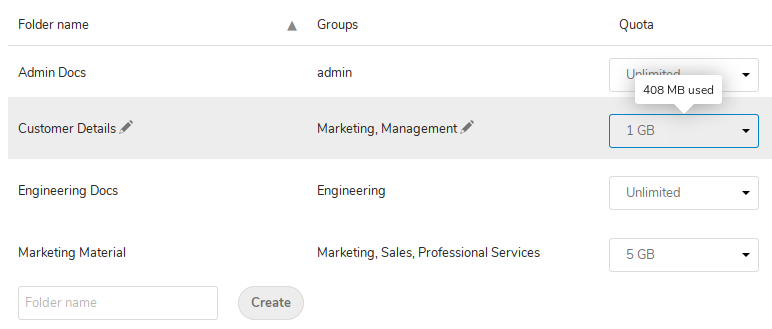 Folder name ▲ Groups Quota
Admin Docs admin Unlimited
408 MB used
Customer Details Marketing, Management 1 GB
Engineering Docs Engineering Unlimited
Marketing Material Marketing, Sales, Professional Services 5 GB
Folder name Create